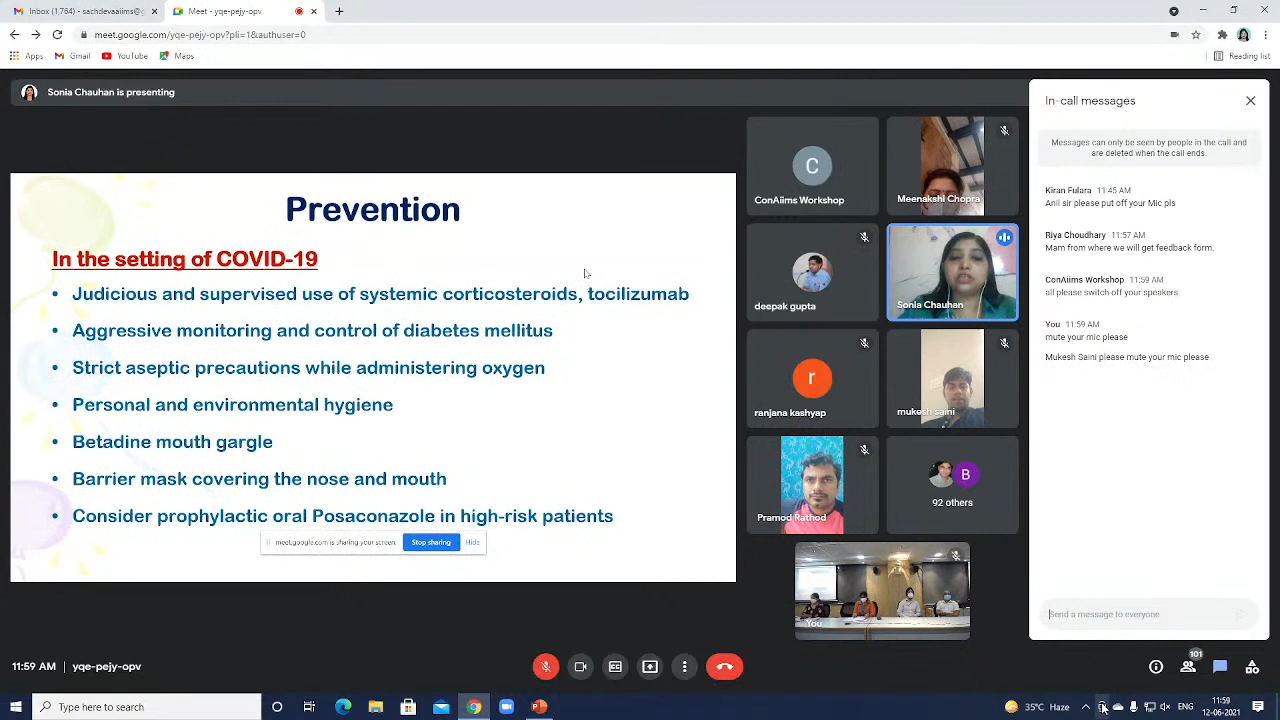 Inbox (1,764) - sachdevaaiims@g
Meet - yqe-pejy-opv
meet.google.com/yqe-pejy-opv?pli=1&authuser=0
Apps
Gmail
YouTube
Maps
Reading list
Sonia Chauhan is presenting
Prevention
In the setting of COVID-19
• Judicious and supervised use of systemic corticosteroids, tocilizumab
• Aggressive monitoring and control of diabetes mellitus
• Strict aseptic precautions while administering oxygen
• Personal and environmental hygiene
• Betadine mouth gargle
• Barrier mask covering the nose and mouth
• Consider prophylactic oral Posaconazole in high-risk patients
meet.google.com is sharing your screen.
Stop sharing
Hide
C
ConAiims Workshop
Meenakshi Chopra
deepak gupta
Sonia Chauhan
r
ranjana kashyap
mukesh saini
Pramod Rathod
B
92 others
You
In-call messages
Messages can only be seen by people in the call and
are deleted when the call ends.
Kiran Fulara 11:45 AM
Anil sir please put off your Mic pls
Riya Choudhary 11:57 AM
Mam from where we will get feedback form.
ConAiims Workshop 11:59 AM
all please switch off your speakers
You 11:59 AM
mute your mic please
Mukesh Saini please mute your mic please
Send a message to everyone
11:59 AM | yqe-pejy-opv
101
Type here to search
35°C Haze
ENG
11:59
12-06-2021